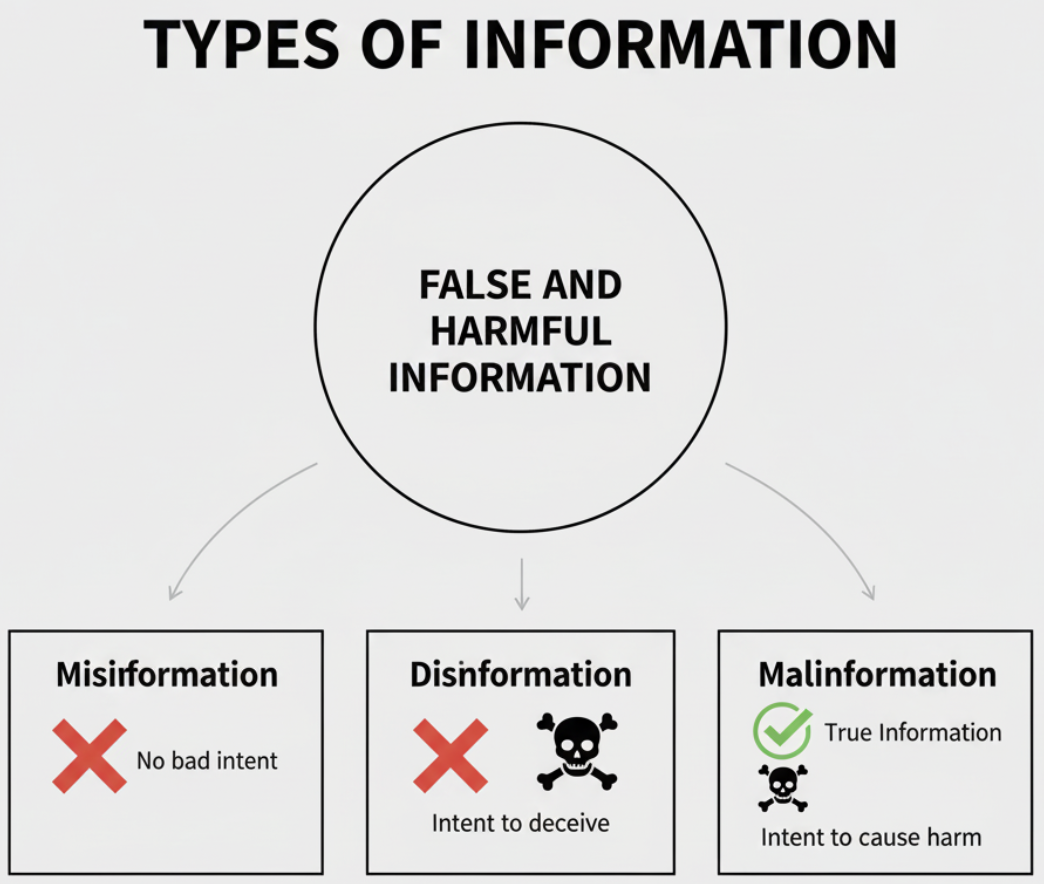 TYPES OF INFORMATION
FALSE AND
HARMFUL
INFORMATION
Misirformation
No bad intent
Disnformation
Intent to deceive
Malinformation
True Information
Intent to cause harm